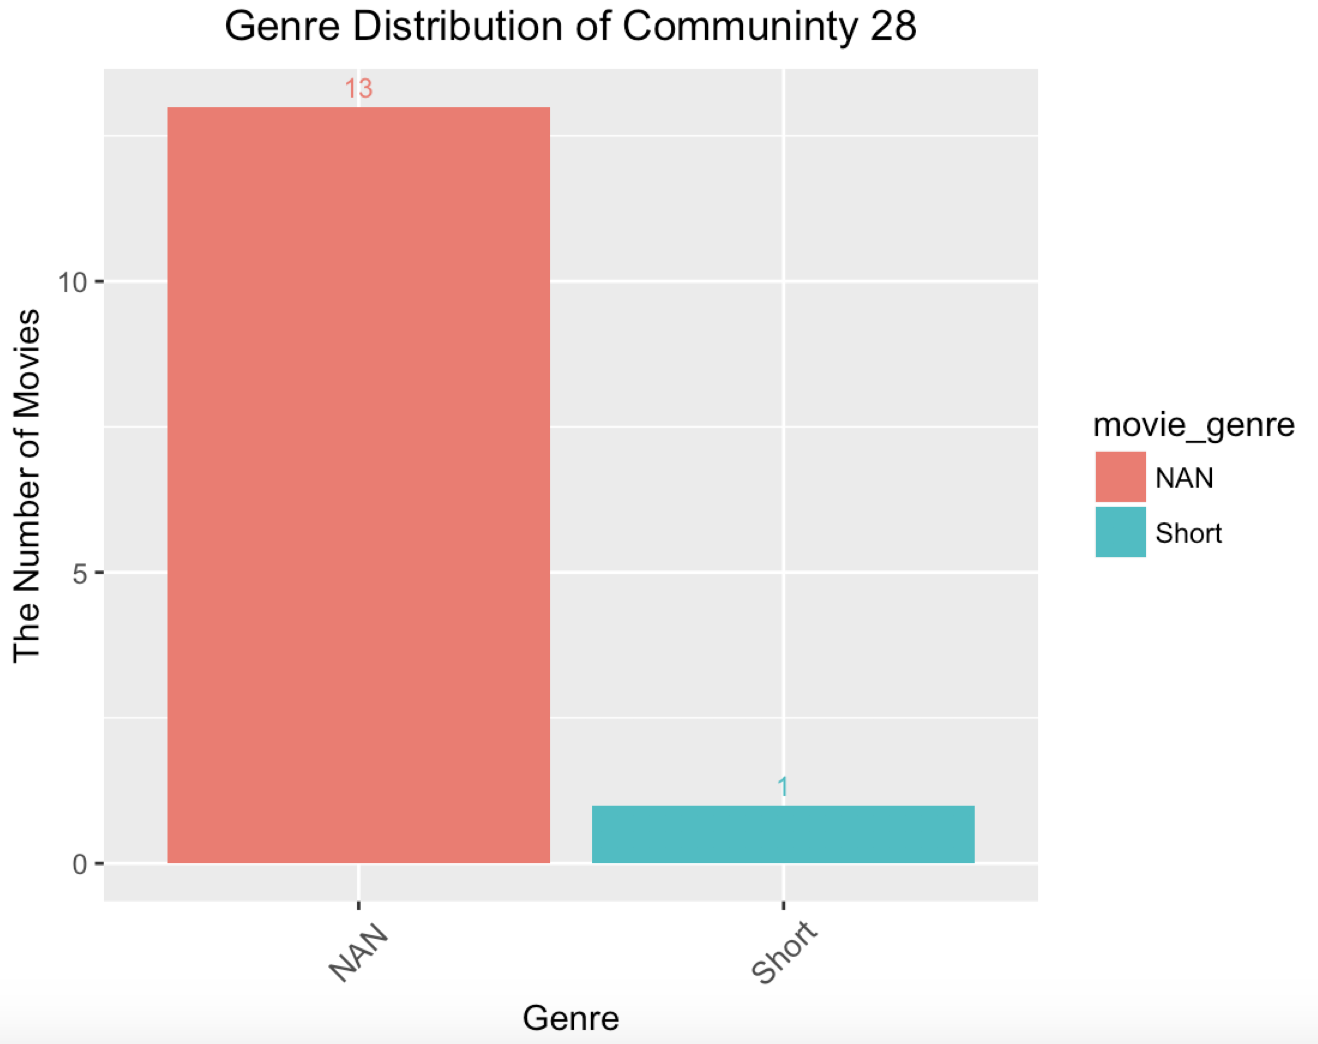 Genre Distribution of Communinty 28
13
10
5
0
1
The Number of Movies
NAN
Short
Genre
movie_genre
NAN
Short